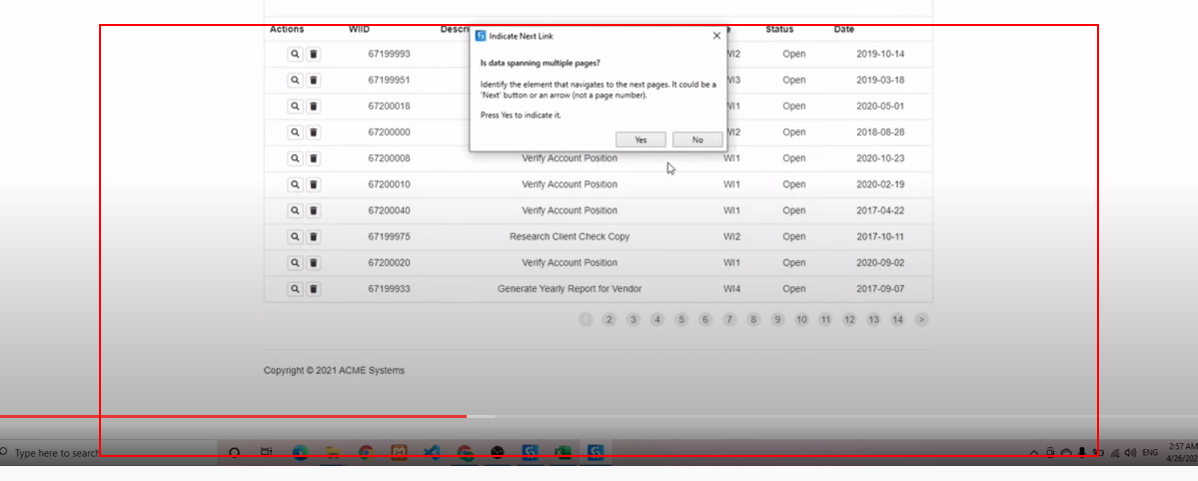 Actions WIID Descri e Status Date
Indicate Next Link
Is data spanning multiple pages?
Identify the element that navigates to the next pages. It could be a
'Next' button or an arrow (not a page number).
Press Yes to indicate it.
Yes No
67199993 WI2 Open 2019-10-14
67199951 WI3 Open 2019-03-18
67200018 WI1 Open 2020-05-01
67200000 WI2 Open 2018-08-28
67200008 Verify Account Position WI1 Open 2020-10-23
67200010 Verify Account Position WI1 Open 2020-02-19
67200040 Verify Account Position WI1 Open 2017-04-22
67199975 Research Client Check Copy WI2 Open 2017-10-11
67200020 Verify Account Position WI1 Open 2020-09-02
67199933 Generate Yearly Report for Vendor WI4 Open 2017-09-07
1 2 3 4 5 6 7 8 9 10 11 12 13 14 >
Copyright © 2021 ACME Systems
Type here to search
ENG
2:57 AM
4/26/202